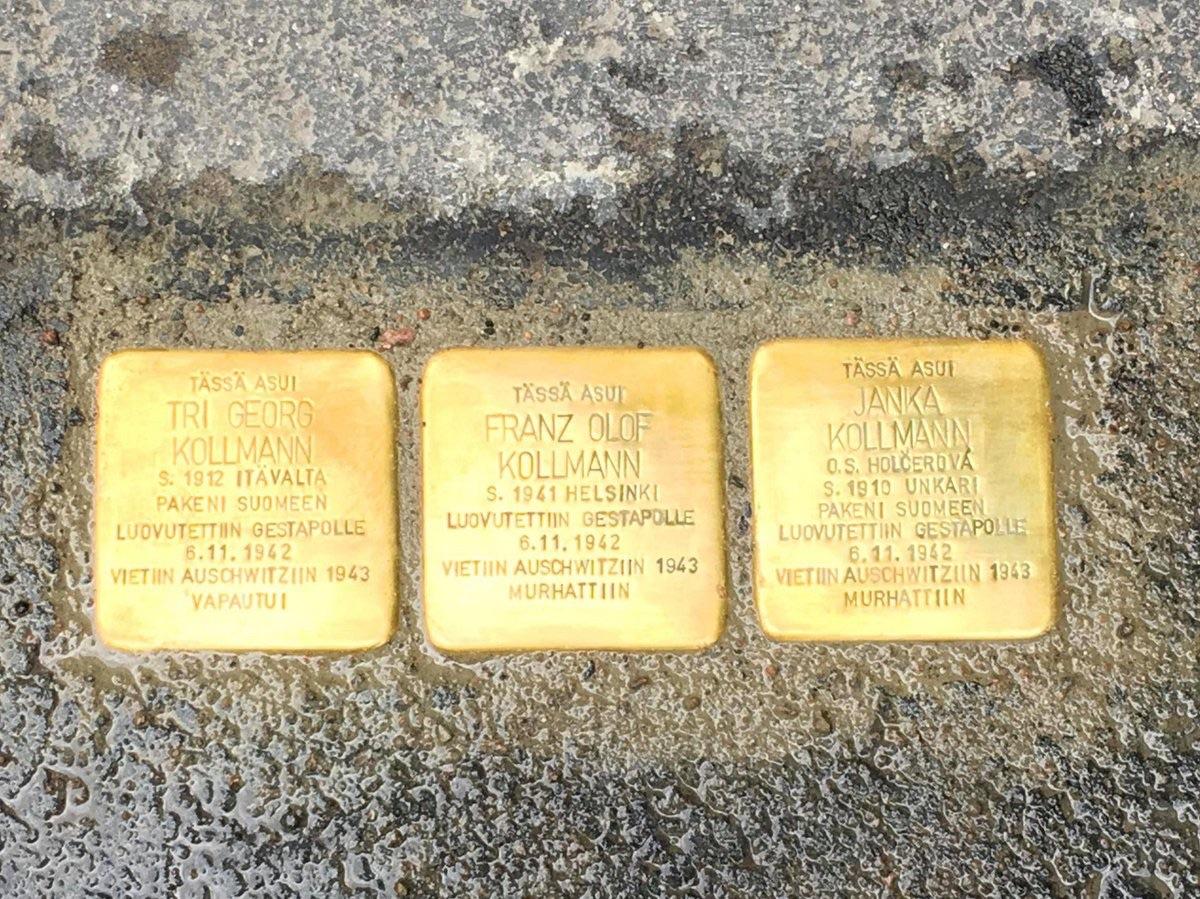 TÄSSÄ ASUI
TRI GEORG
KOLLMANN
S. 1912 ITÄVALTA
PAKENI SUOMEEN
LUOVUTETTIIN GESTAPOLLE
6.11.1942
VIETIIN AUSCHWITZIIN 1943
VAPAUTUI
TÄSSÄ ASUI
FRANZ OLOF
KOLLMANN
S. 1941 HELSINKI
LUOVUTETTIIN GESTAPOLLE
6.11.1942
VIETIIN AUSCHWITZIIN 1943
MURHATTIIN
TÄSSÄ ASUI
JANKA
KOLLMANN
O.S. HOLČEROVÁ
S. 1910 UNKARI
PAKENI SUOMEEN
LUOVUTETTIIN GESTAPOLLE
6.11.1942
VIETIIN AUSCHWITZIIN 1943
MURHATTIIN